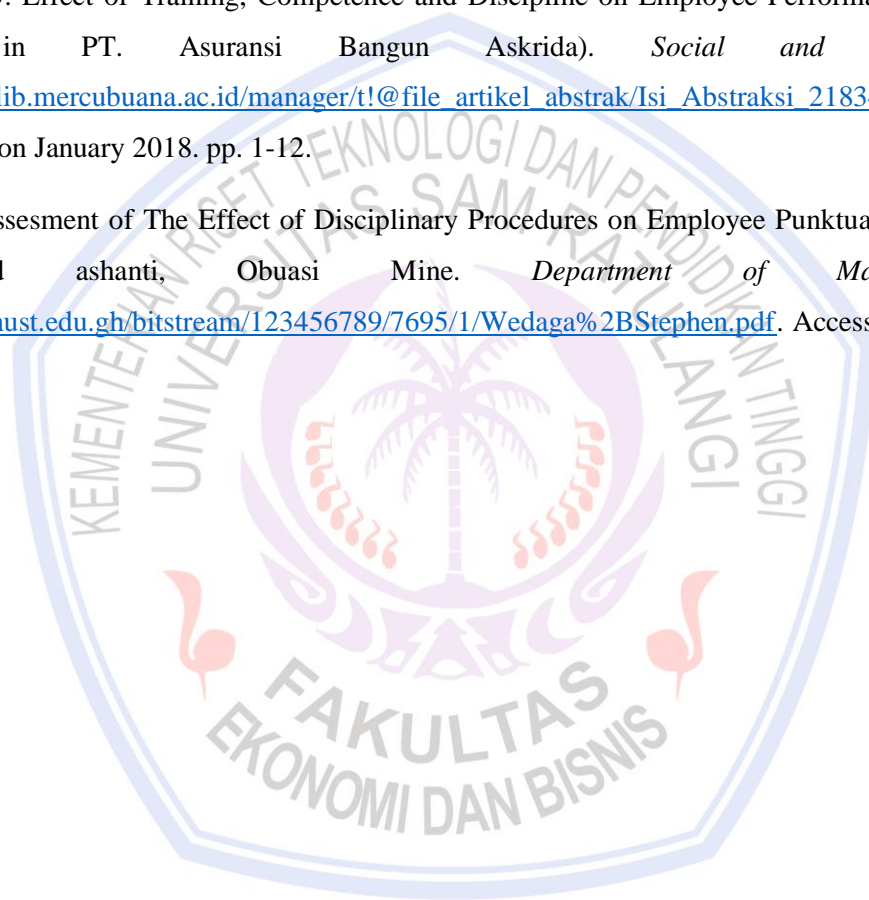 . Effect of Training, Competence and Discipline on Employee Performa
in PT. Asuransi Bangun Askrida). Social and
lib.mercubuana.ac.id/manager/t!@file_artikel_abstrak/Isi_Abstraksi_2183
on January 2018. pp. 1-12.
ssesment of The Effect of Disciplinary Procedures on Employee Punktua
ashanti, Obuasi Mine. Department of Ma
nust.edu.gh/bitstream/123456789/7695/1/Wedaga%2BStephen.pdf. Access
KEMENTERIAN RISET TEKNOLOGI DAN PENDIDIKAN TINGGI
UNIVERSITAS SAM RATULANGI
FAKULTAS
EKONOMI DAN BISNIS